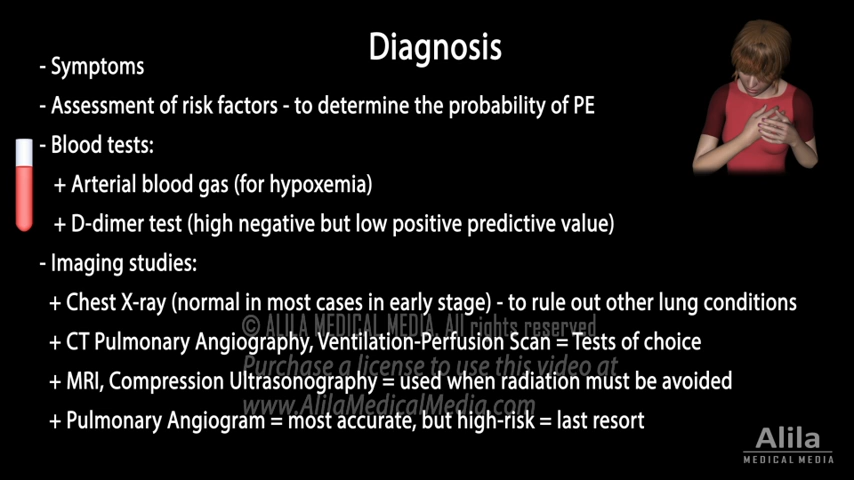 Diagnosis
- Symptoms
- Assessment of risk factors - to determine the probability of PE
- Blood tests:
+ Arterial blood gas (for hypoxemia)
+ D-dimer test (high negative but low positive predictive value)
- Imaging studies:
+ Chest X-ray (normal in most cases in early stage) - to rule out other lung conditions
© ALILA MEDICAL MEDIA. All rights reserved
+ CT Pulmonary Angiography, Ventilation-Perfusion Scan = Tests of choice
Purchase a license to use this video at
+ MRI, Compression Ultrasonography = used when radiation must be avoided
www.AlilaMedicalMedia.com
+ Pulmonary Angiogram = most accurate, but high-risk = last resort
Alila
MEDICAL MEDIA